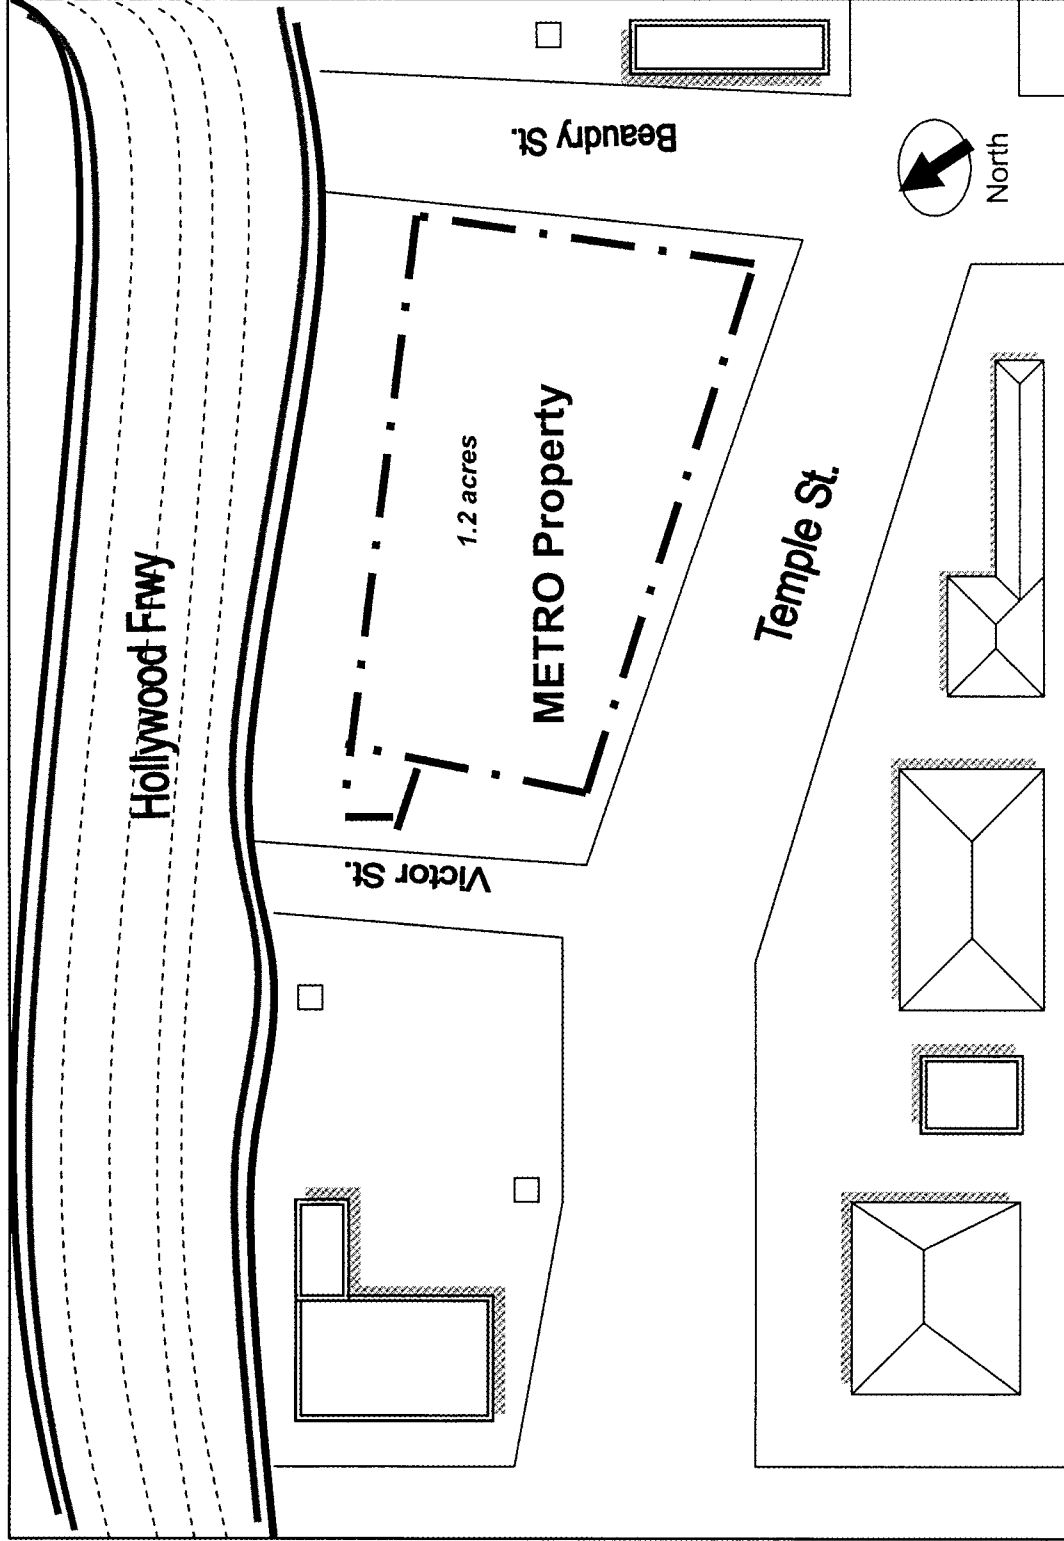 Hollywood Frwy
Beaudry St.
North
1.2 acres
METRO Property
Temple St.
Victor St.